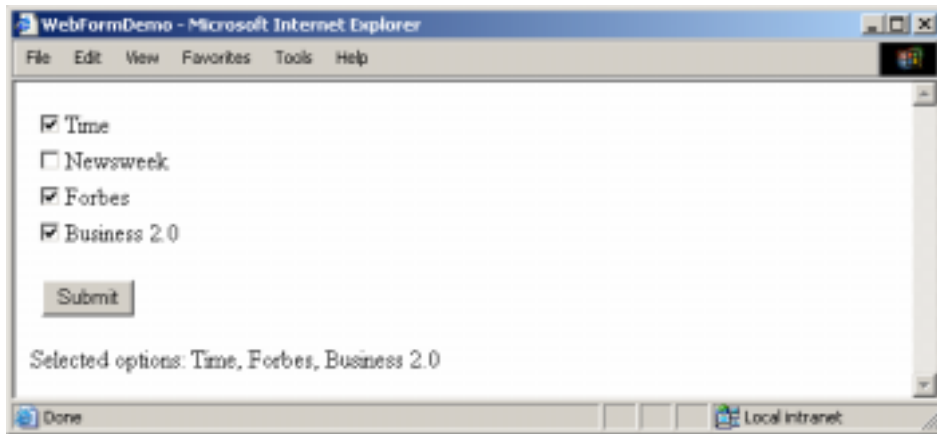 WebFormDemo - Microsoft Internet Explorer
File Edit View Favorites Tools Help
Time
Newsweek
Forbes
Business 2.0
Submit
Selected options: Time, Forbes, Business 2.0
Done
Local intranet